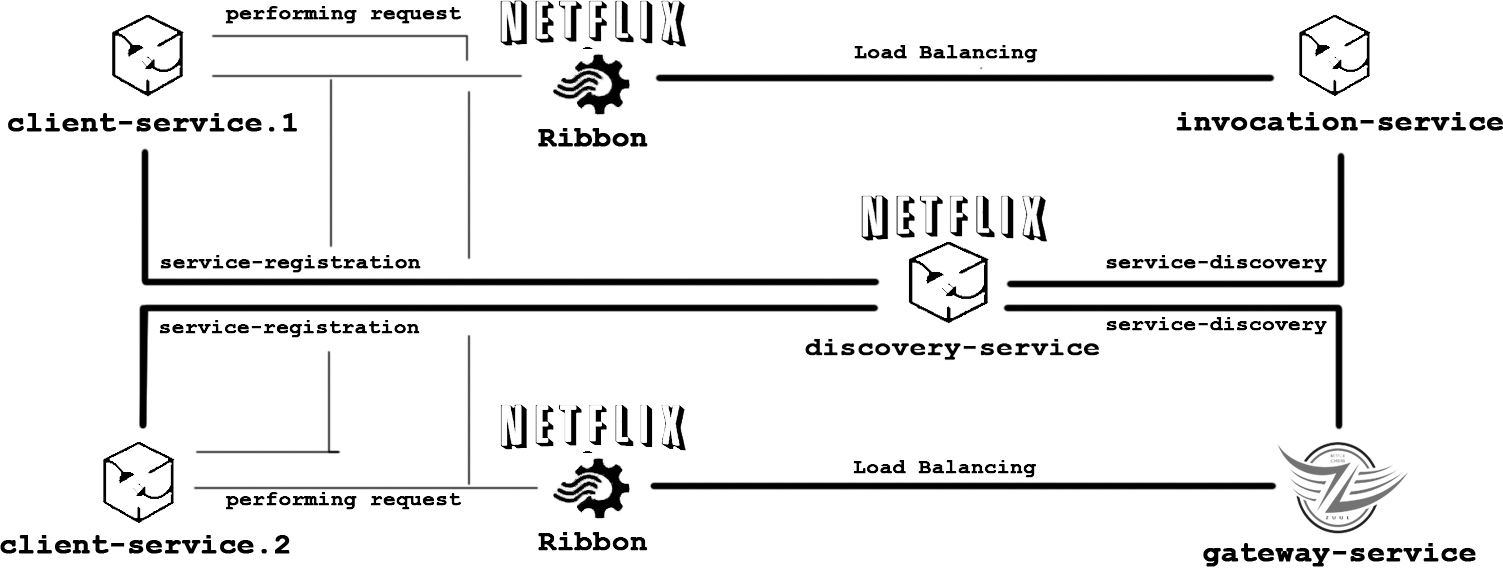 performing request
NETFLIX
Load Balancing
client-service.1
Ribbon
invocation-service
NETFLIX
service-registration
service-discovery
service-registration
service-discovery
discovery-service
NETFLIX
Load Balancing
performing request
ZUUL
client-service.2
Ribbon
gateway-service